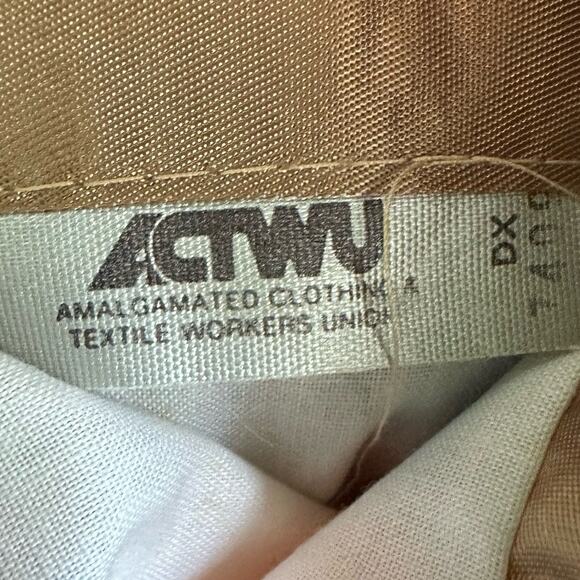 ACTWU
AMALGAMATED CLOTHING &
TEXTILE WORKERS UNION
DX